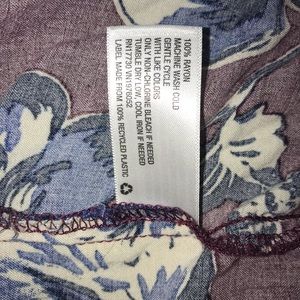 100% RAYON
MACHINE WASH COLD
GENTLE CYCLE
WITH LIKE COLORS
ONLY NON-CHLORINE BLEACH IF NEEDED
TUMBLE DRY LOW, COOL IRON IF NEEDED
RN17730 VN1976052
LABEL MADE FROM 100% RECYCLED PLASTIC